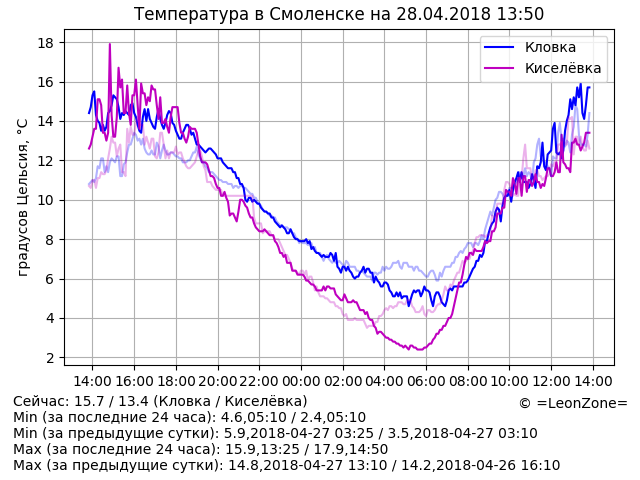 Температура в Смоленске на 28.04.2018 13:50
Кловка
Киселёвка
градусов Цельсия, °C
18
16
14
12
10
8
6
4
2
14:00 16:00 18:00 20:00 22:00 00:00 02:00 04:00 06:00 08:00 10:00 12:00 14:00
Сейчас: 15.7 / 13.4 (Кловка / Киселёвка)
© =LeonZone=
Min (за последние 24 часа): 4.6,05:10 / 2.4,05:10
Min (за предыдущие сутки): 5.9,2018-04-27 03:25 / 3.5,2018-04-27 03:10
Max (за последние 24 часа): 15.9,13:25 / 17.9,14:50
Max (за предыдущие сутки): 14.8,2018-04-27 13:10 / 14.2,2018-04-26 16:10